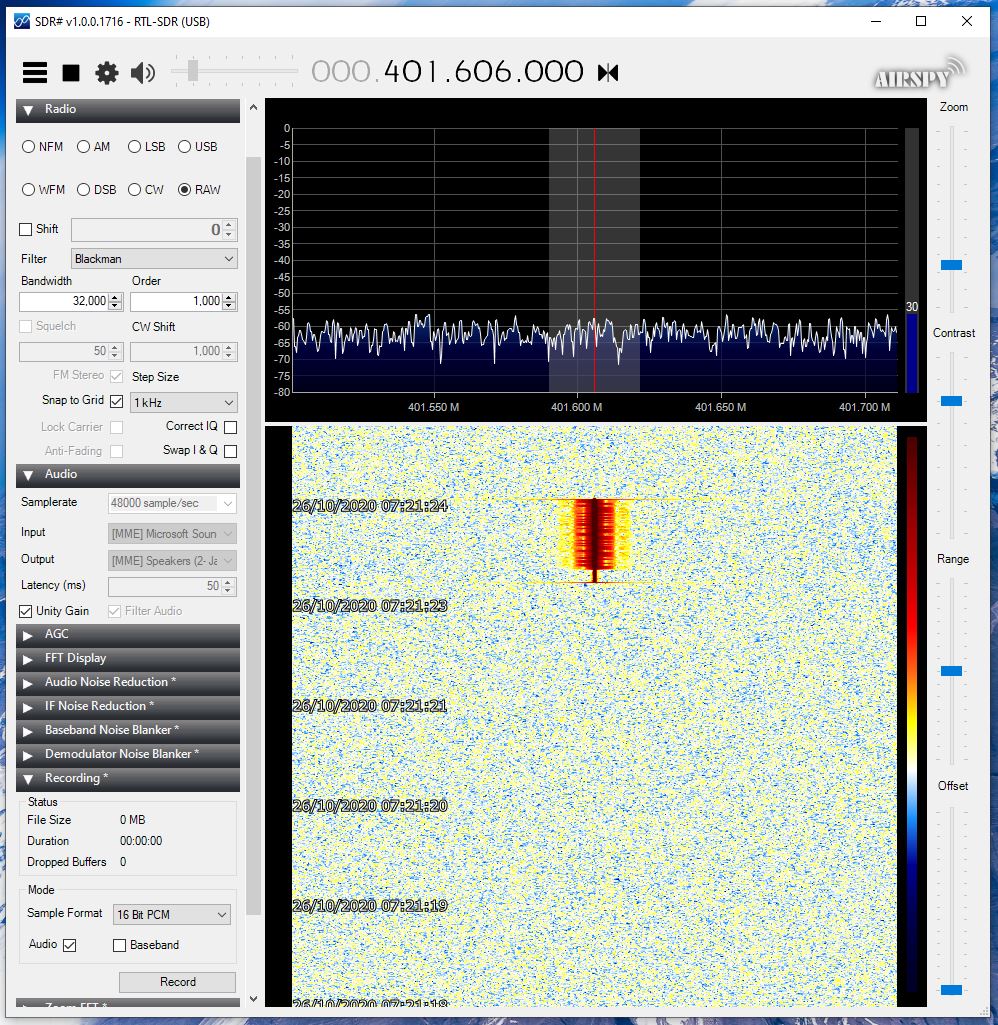 SDR# v1.0.0.1716 - RTL-SDR (USB)
000.401.606.000
AIRSPY
Radio
NFM AM LSB USB
WFM DSB CW RAW
Shift 0
Filter Blackman
Bandwidth Order
32,000 1,000
Squelch CW Shift
50 1,000
FM Stereo Step Size
Snap to Grid 1 kHz
Lock Carrier Correct IQ
Anti-Fading Swap I & Q
Audio
Samplerate 48000 sample/sec
Input [MME] Microsoft Soun
Output [MME] Speakers (2- Ja
Latency (ms) 50
Unity Gain Filter Audio
AGC
FFT Display
Audio Noise Reduction *
IF Noise Reduction *
Baseband Noise Blanker *
Demodulator Noise Blanker *
Recording *
Status
File Size 0 MB
Duration 00:00:00
Dropped Buffers 0
Mode
Sample Format 16 Bit PCM
Audio Baseband
Record
Zoom FFT *
0
-5
-10
-15
-20
-25
-30
-35
-40
-45
-50
-55
-60
-65
-70
-75
-80
30
401.550 M 401.600 M 401.650 M 401.700 M
26/10/2020 07:21:24
26/10/2020 07:21:23
26/10/2020 07:21:21
26/10/2020 07:21:20
26/10/2020 07:21:19
26/10/2020 07:21:18
Zoom
Contrast
Range
Offset